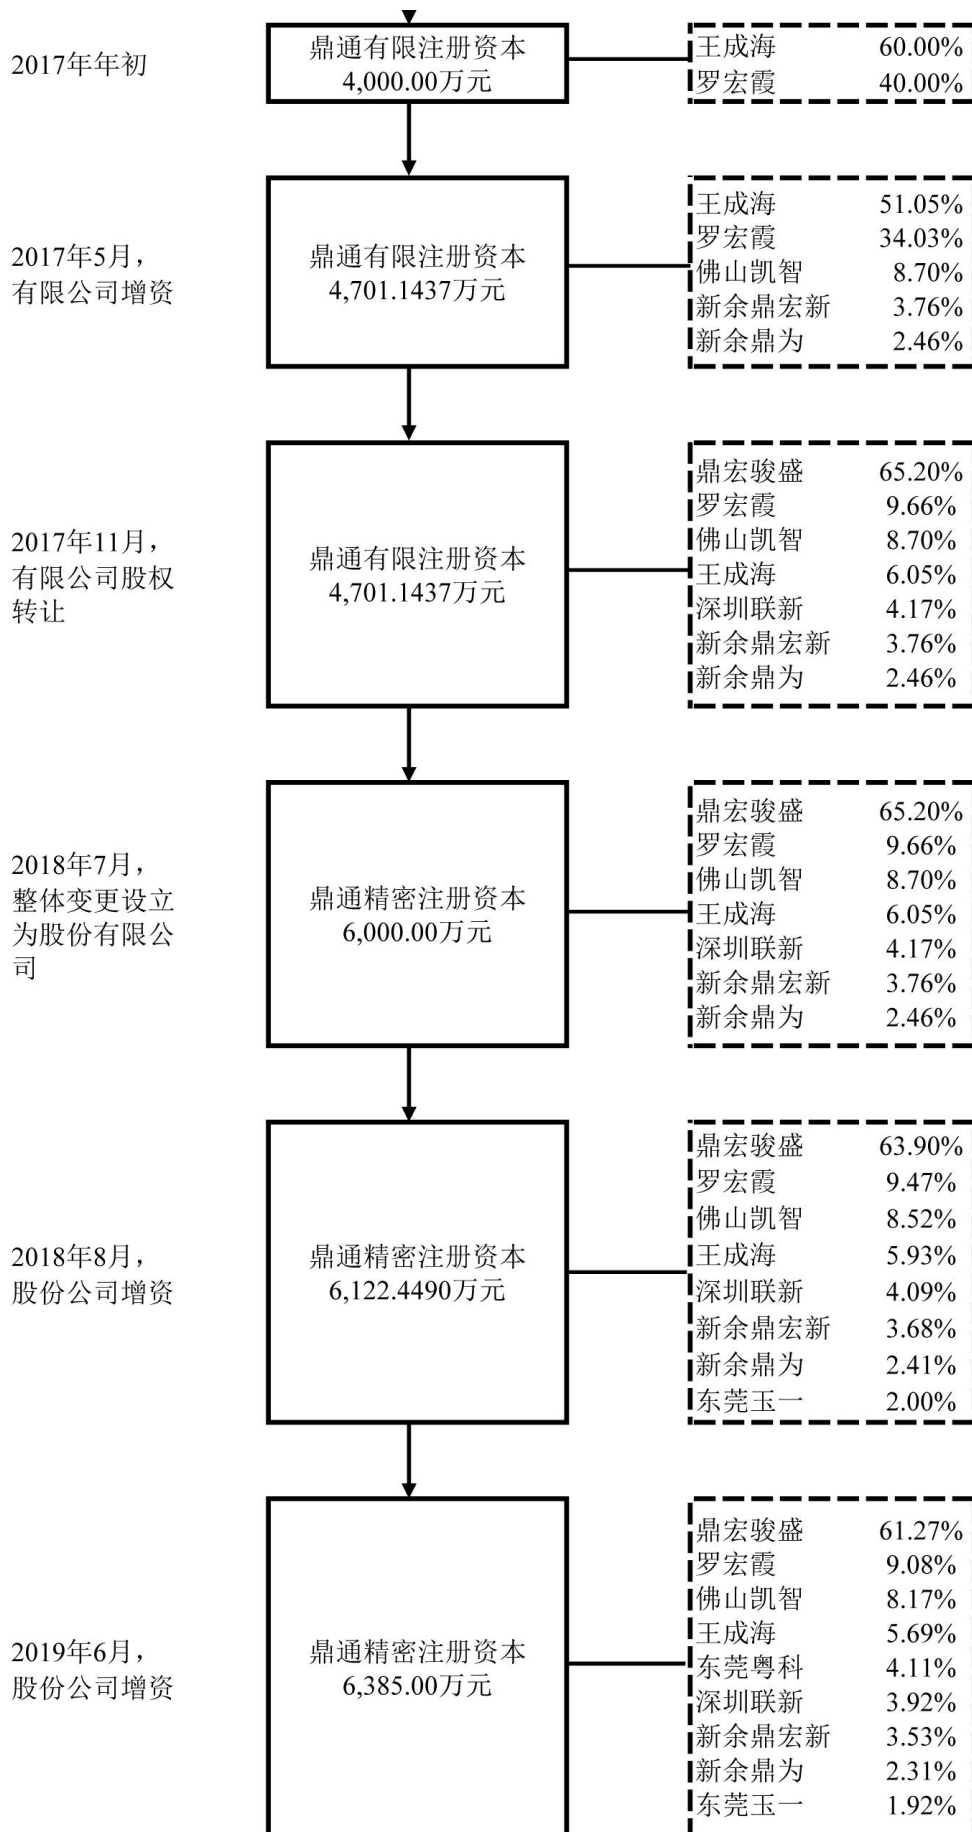 2017年年初
鼎通有限注册资本
4,000.00万元
王成海 60.00%
罗宏霞 40.00%
2017年5月，
有限公司增资
鼎通有限注册资本
4,701.1437万元
王成海 51.05%
罗宏霞 34.03%
佛山凯智 8.70%
新余鼎宏新 3.76%
新余鼎为 2.46%
2017年11月，
有限公司股权
转让
鼎通有限注册资本
4,701.1437万元
鼎宏骏盛 65.20%
罗宏霞 9.66%
佛山凯智 8.70%
王成海 6.05%
深圳联新 4.17%
新余鼎宏新 3.76%
新余鼎为 2.46%
2018年7月，
整体变更设立
为股份有限公
司
鼎通精密注册资本
6,000.00万元
鼎宏骏盛 65.20%
罗宏霞 9.66%
佛山凯智 8.70%
王成海 6.05%
深圳联新 4.17%
新余鼎宏新 3.76%
新余鼎为 2.46%
2018年8月，
股份公司增资
鼎通精密注册资本
6,122.4490万元
鼎宏骏盛 63.90%
罗宏霞 9.47%
佛山凯智 8.52%
王成海 5.93%
深圳联新 4.09%
新余鼎宏新 3.68%
新余鼎为 2.41%
东莞玉一 2.00%
2019年6月，
股份公司增资
鼎通精密注册资本
6,385.00万元
鼎宏骏盛 61.27%
罗宏霞 9.08%
佛山凯智 8.17%
王成海 5.69%
东莞粤科 4.11%
深圳联新 3.92%
新余鼎宏新 3.53%
新余鼎为 2.31%
东莞玉一 1.92%